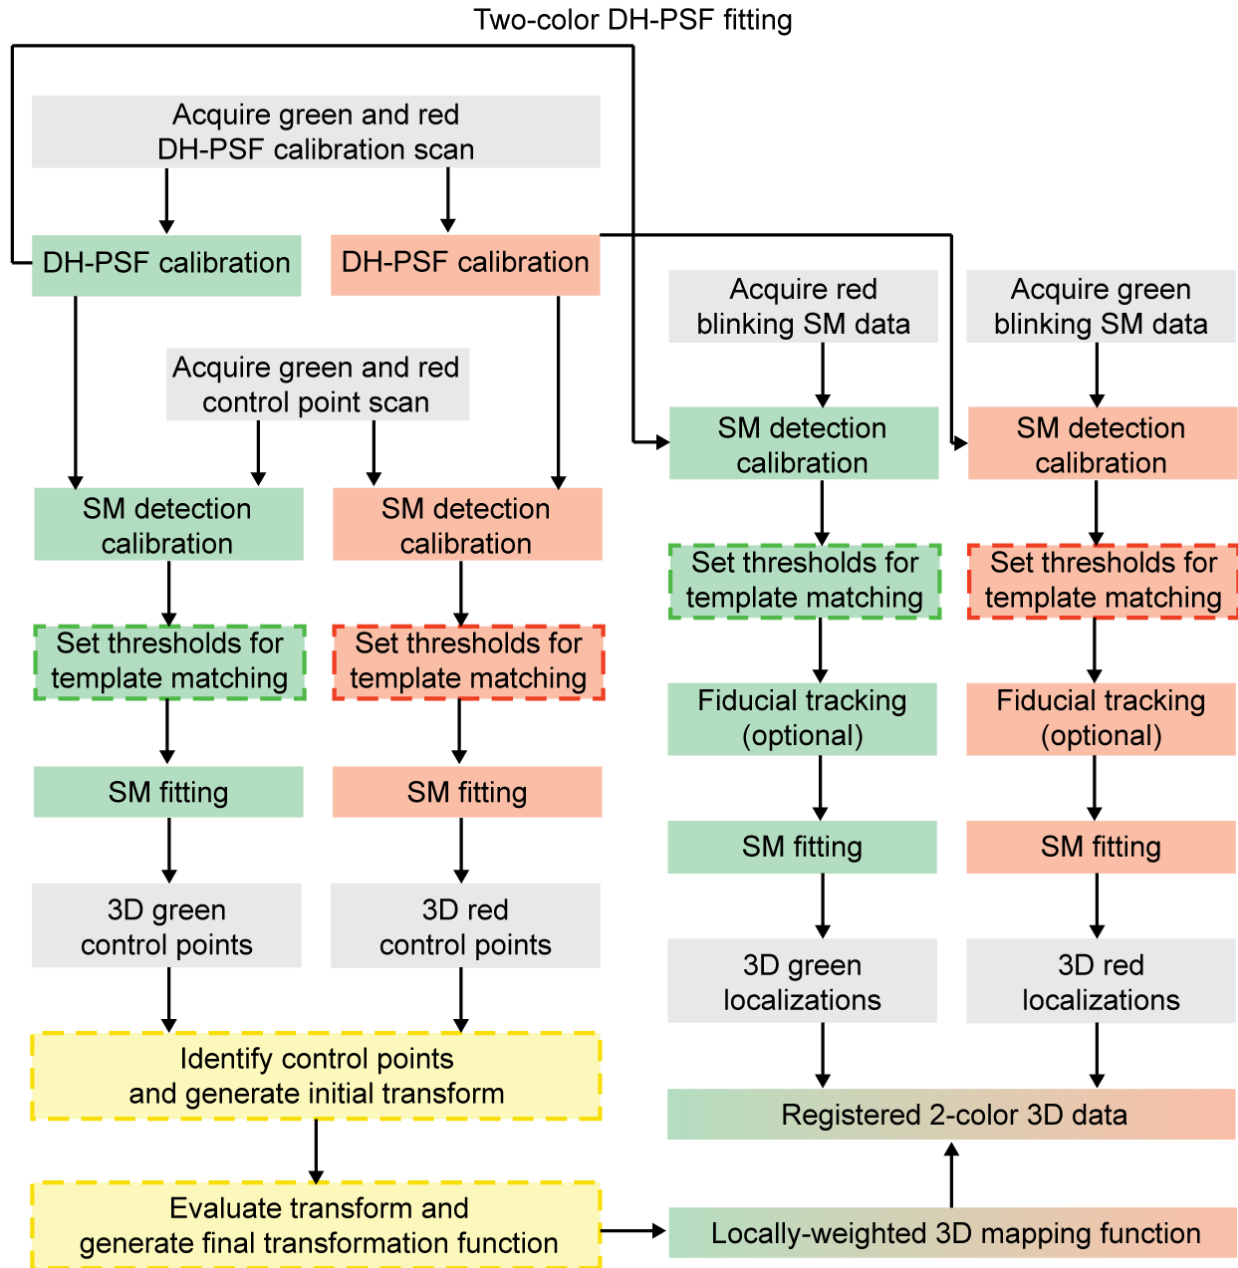 Two-color DH-PSF fitting
Acquire green and red
DH-PSF calibration scan
DH-PSF calibration
DH-PSF calibration
Acquire green and red
control point scan
SM detection
calibration
SM detection
calibration
Set thresholds for
template matching
Set thresholds for
template matching
SM fitting
SM fitting
3D green
control points
3D red
control points
Identify control points
and generate initial transform
Evaluate transform and
generate final transformation function
Acquire red
blinking SM data
Acquire green
blinking SM data
SM detection
calibration
SM detection
calibration
Set thresholds for
template matching
Set thresholds for
template matching
Fiducial tracking
(optional)
Fiducial tracking
(optional)
SM fitting
SM fitting
3D green
localizations
3D red
localizations
Registered 2-color 3D data
Locally-weighted 3D mapping function